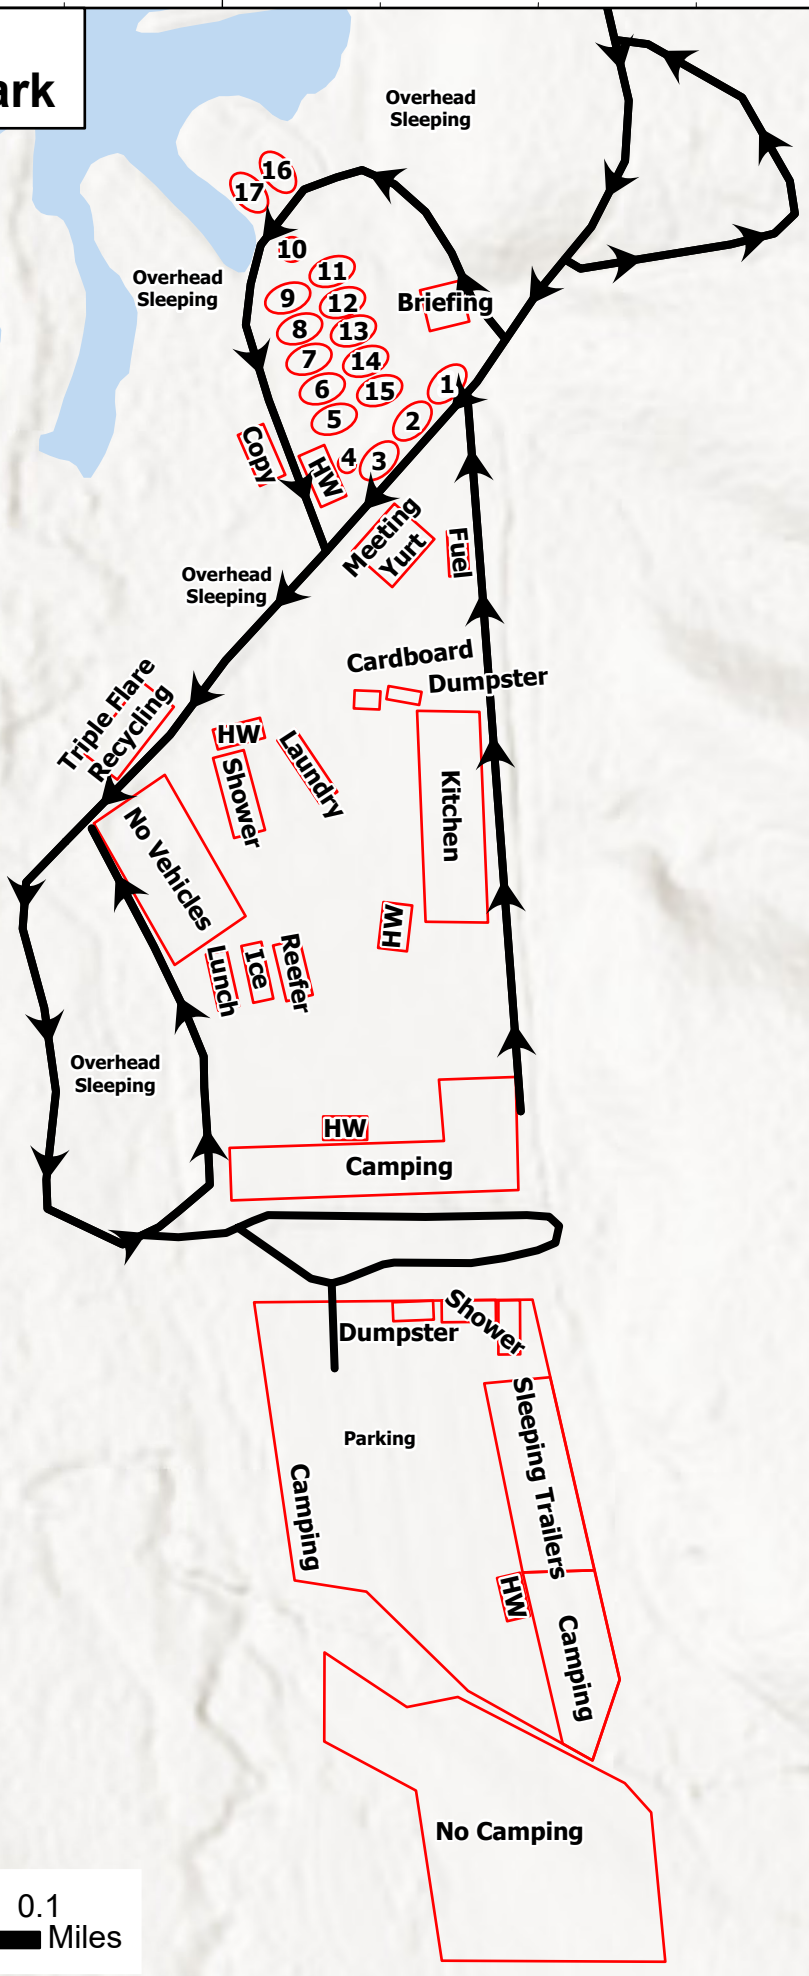 ark
Overhead
Sleeping
16
17
10
Overhead
Sleeping
11
9
12
Briefing
8
13
7
14
6
15
1
5
2
4
3
Copy
HW
Meeting
Yurt
Fuel
Overhead
Sleeping
Cardboard
Dumpster
Triple Flare
Recycling
HW
Shower
Laundry
Kitchen
No Vehicles
HW
Lunch
Ice
Reefer
Overhead
Sleeping
HW
Camping
Shower
Dumpster
Sleeping Trailers
Parking
Camping
HW
Camping
No Camping
0.1
Miles